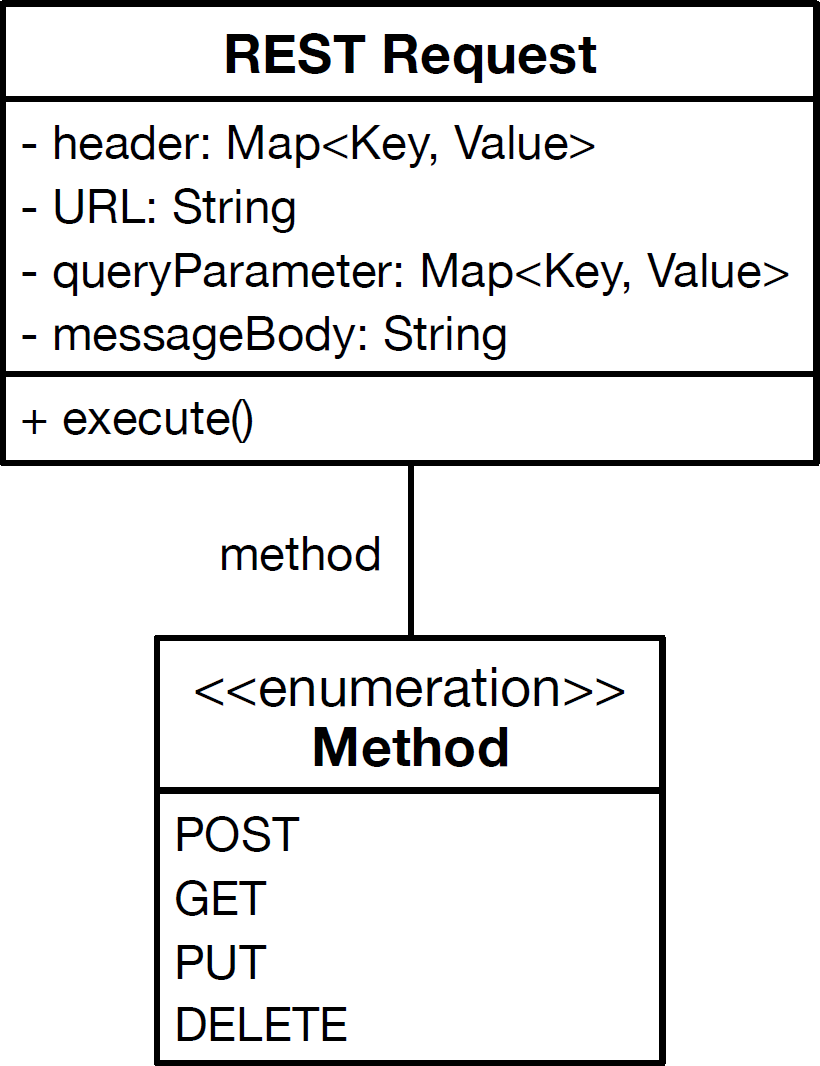 REST Request
- header: Map<Key, Value>
- URL: String
- queryParameter: Map<Key, Value>
- messageBody: String
+ execute()
method
<<enumeration>>
Method
POST
GET
PUT
DELETE